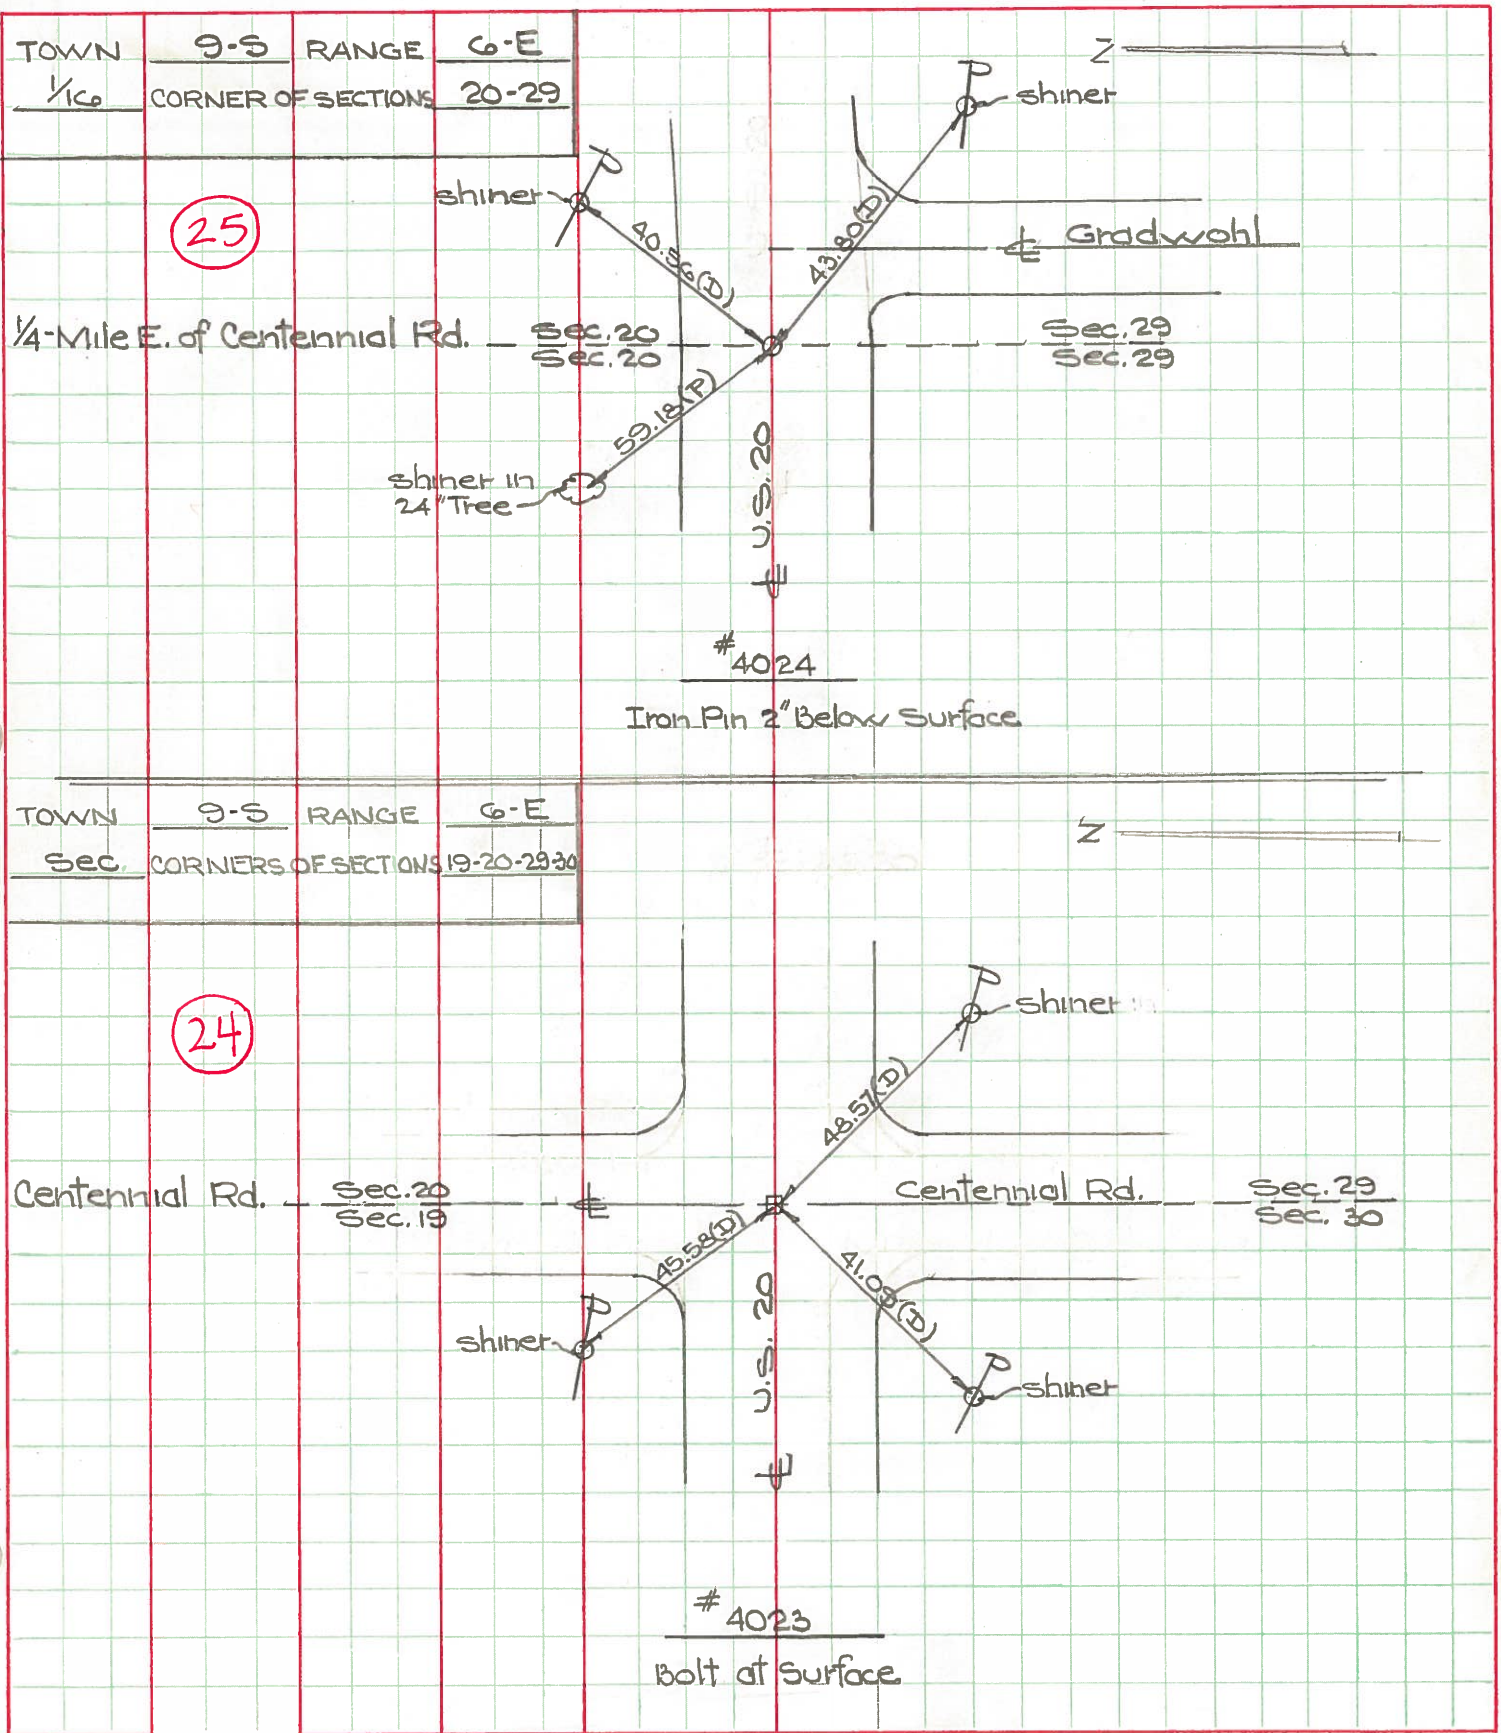 TOWN 9-S RANGE 6-E
1/16 CORNER OF SECTIONS 20-29
Z
shiner
shiner
25
40.56(D)
43.80(D)
℄ Gradwohl
1/4-Mile E. of Centennial Rd. Sec. 20 Sec. 29
Sec. 20 Sec. 29
59.18(P)
shiner in
24" Tree
℄ U.S. 20
#4024
Iron Pin 2" Below Surface
TOWN 9-S RANGE 6-E
Sec. CORNERS OF SECTIONS 19-20-29-30
Z
24
shiner
48.57(D)
Centennial Rd. Sec. 20 ℄ Centennial Rd. Sec. 29
Sec. 19 Sec. 30
45.58(D)
shiner
℄ U.S. 20
(D)
shiner
#4023
Bolt at Surface